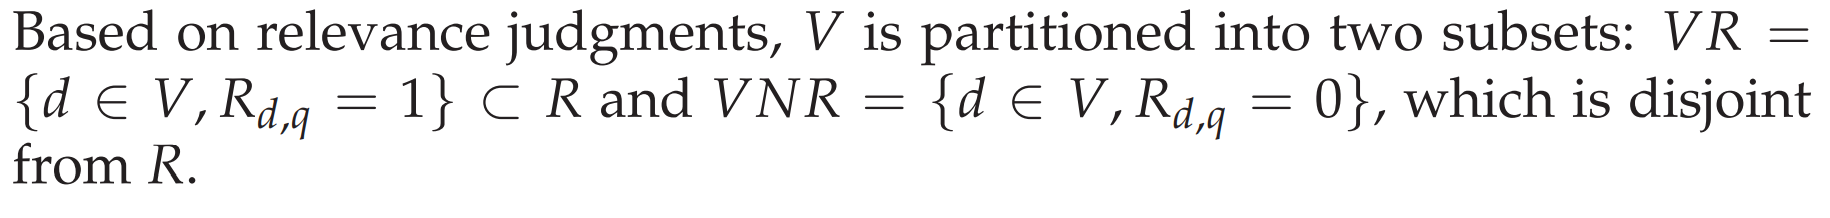 Based on relevance judgments, V is partitioned into two subsets: VR =
{d ∈ V, R_{d,q} = 1} ⊂ R and VNR = {d ∈ V, R_{d,q} = 0}, which is disjoint
from R.